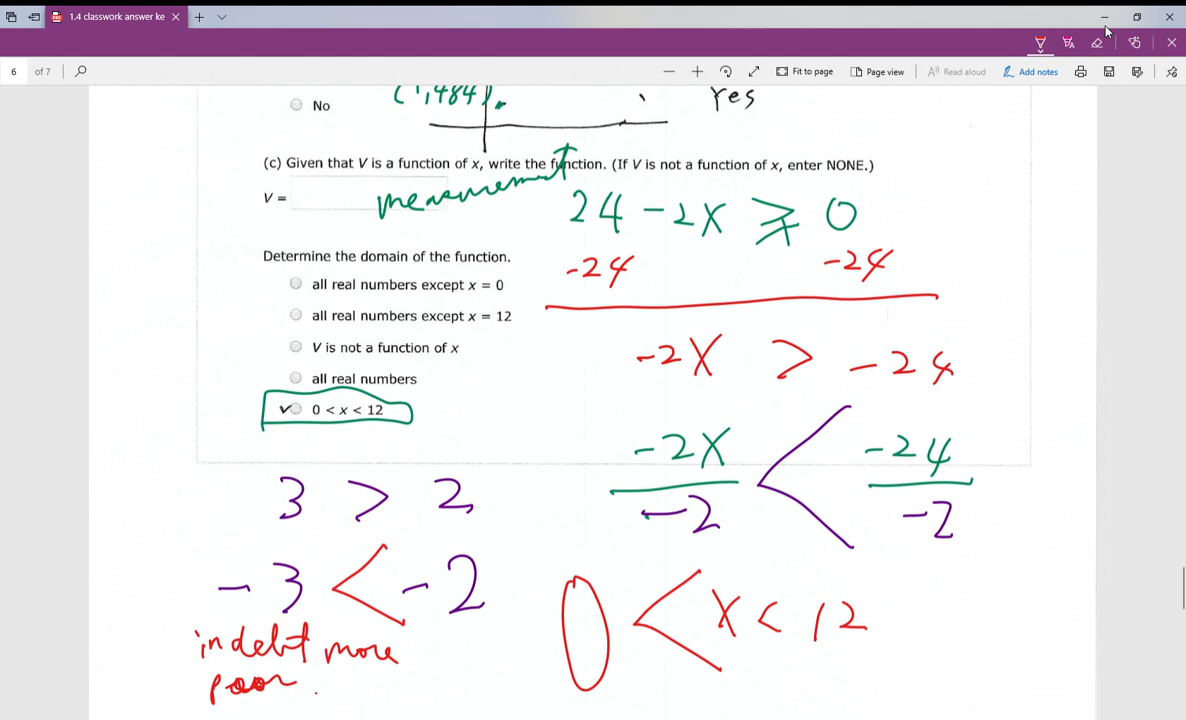 1.4 classwork answer ke
6 of 7
Fit to page
Page view
Read aloud
Add notes
No
(1,484).
Yes
(c) Given that V is a function of x, write the function. (If V is not a function of x, enter NONE.)
V =
measurement
24 - 2x ≥ 0
Determine the domain of the function.
-24 -24
all real numbers except x = 0
all real numbers except x = 12
V is not a function of x
-2x > -24
all real numbers
0 < x < 12
-2x < -24
-2 -2
3 > 2
-3 < -2
0 < x < 12
in debt more
poor.